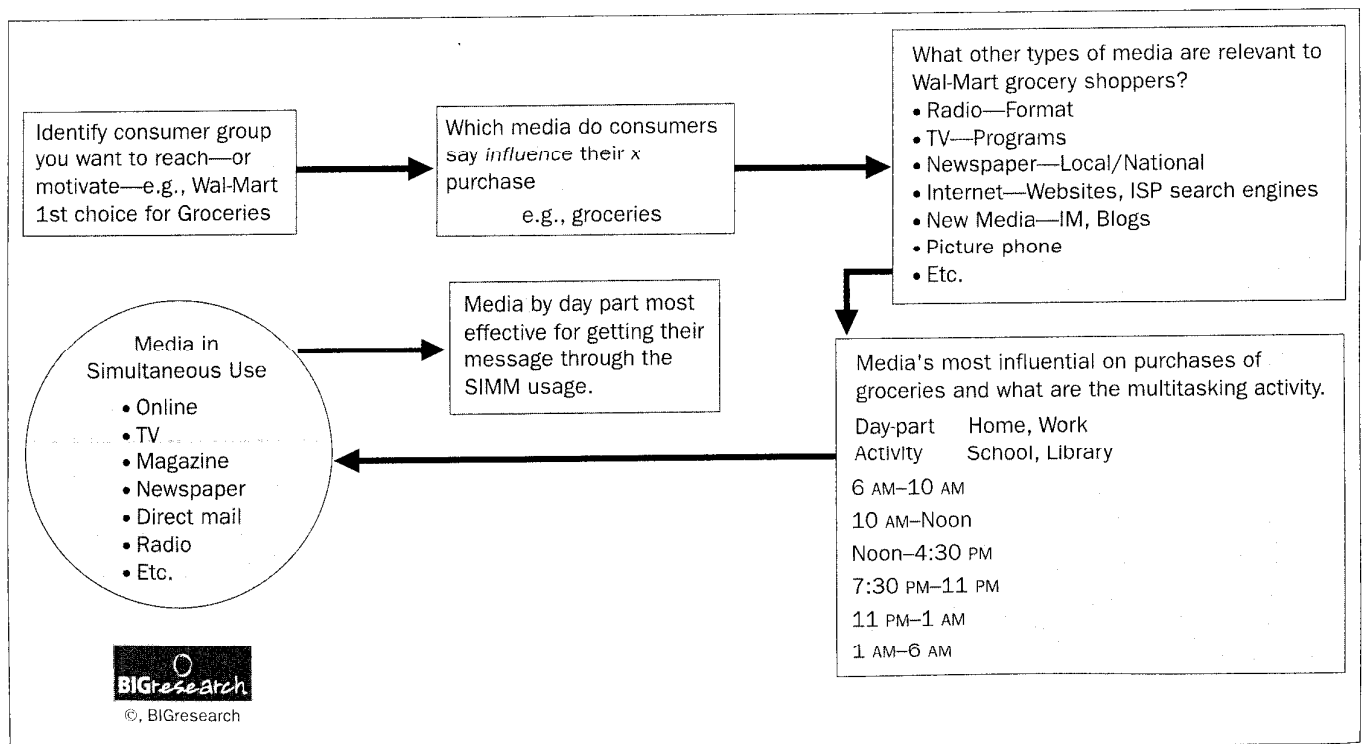 Identify consumer group
you want to reach—or
motivate—e.g., Wal-Mart
1st choice for Groceries
Which media do consumers
say influence their x
purchase
e.g., groceries
What other types of media are relevant to
Wal-Mart grocery shoppers?
• Radio—Format
• TV—Programs
• Newspaper—Local/National
• Internet—Websites, ISP search engines
• New Media—IM, Blogs
• Picture phone
• Etc.
Media's most influential on purchases of
groceries and what are the multitasking activity.
Day-part Home, Work
Activity School, Library
6 AM–10 AM
10 AM–Noon
Noon–4:30 PM
7:30 PM–11 PM
11 PM–1 AM
1 AM–6 AM
Media in
Simultaneous Use
• Online
• TV
• Magazine
• Newspaper
• Direct mail
• Radio
• Etc.
Media by day part most
effective for getting their
message through the
SIMM usage.
BIGresearch
©, BIGresearch